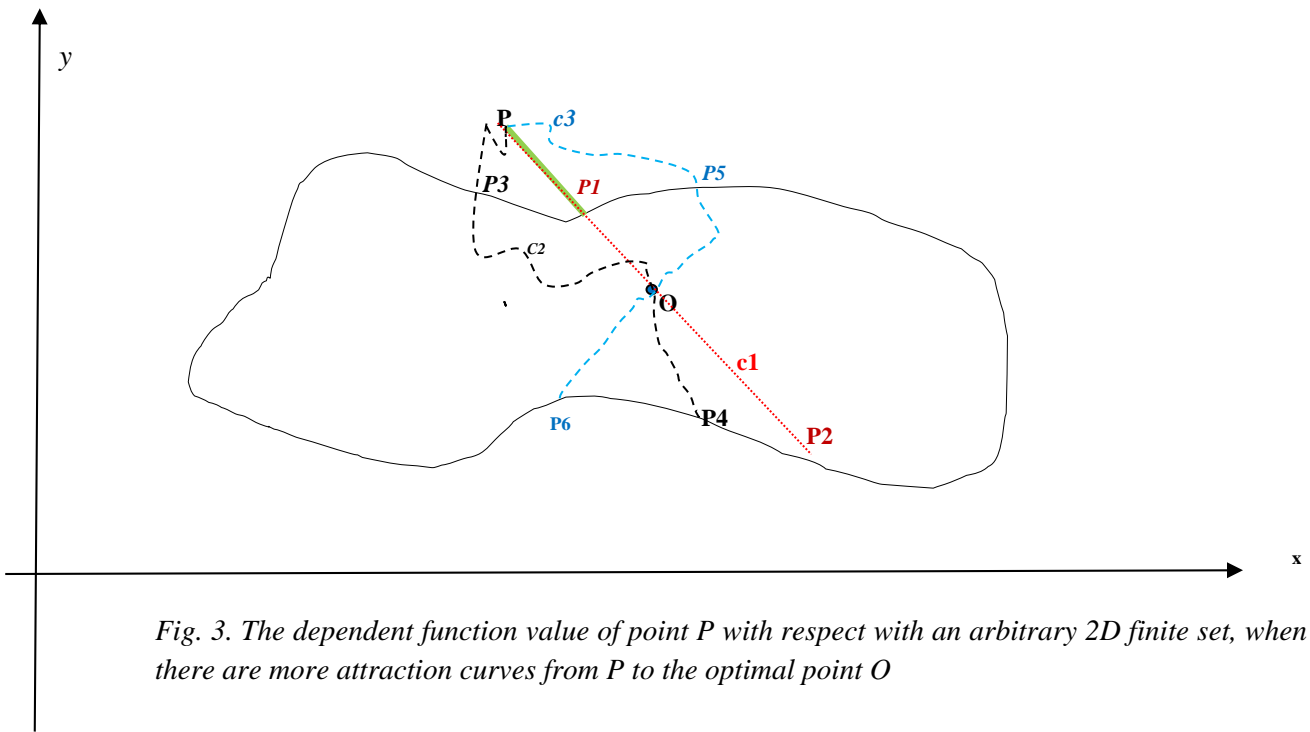 y
P
c3
P5
P3
P1
C2
O
c1
P6
P4
P2
x
Fig. 3. The dependent function value of point P with respect with an arbitrary 2D finite set, when
there are more attraction curves from P to the optimal point O